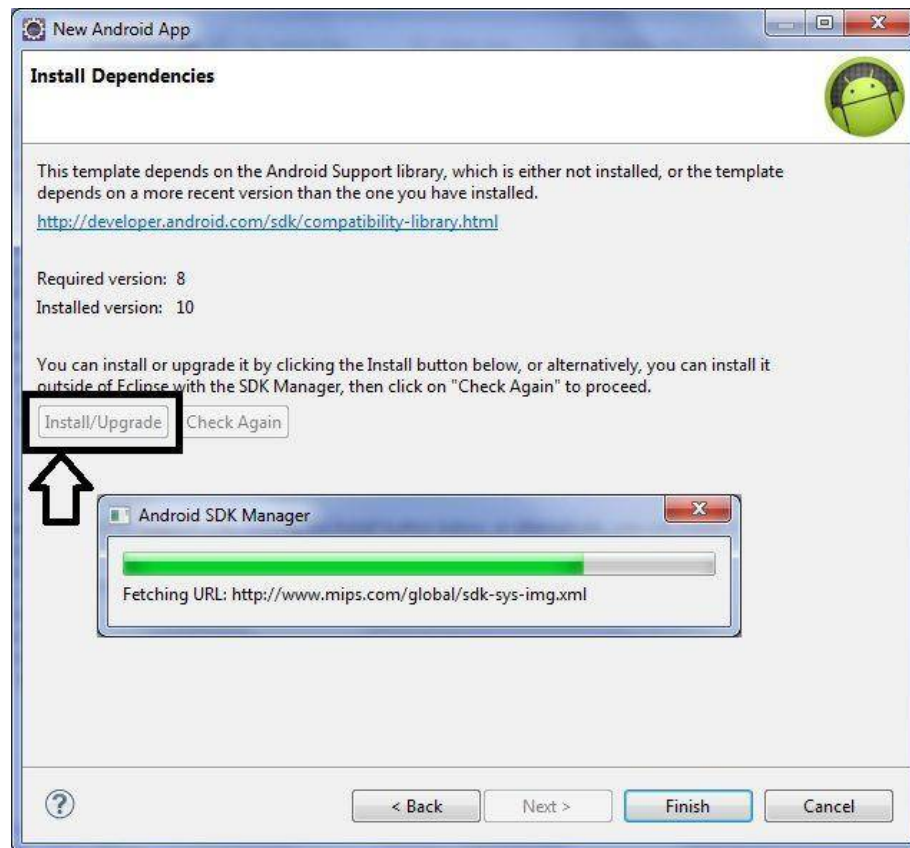 New Android App
Install Dependencies
This template depends on the Android Support library, which is either not installed, or the template
depends on a more recent version than the one you have installed.
http://developer.android.com/sdk/compatibility-library.html
Required version: 8
Installed version: 10
You can install or upgrade it by clicking the Install button below, or alternatively, you can install it
outside of Eclipse with the SDK Manager, then click on "Check Again" to proceed.
Install/Upgrade Check Again
Android SDK Manager
Fetching URL: http://www.mips.com/global/sdk-sys-img.xml
? < Back Next > Finish Cancel